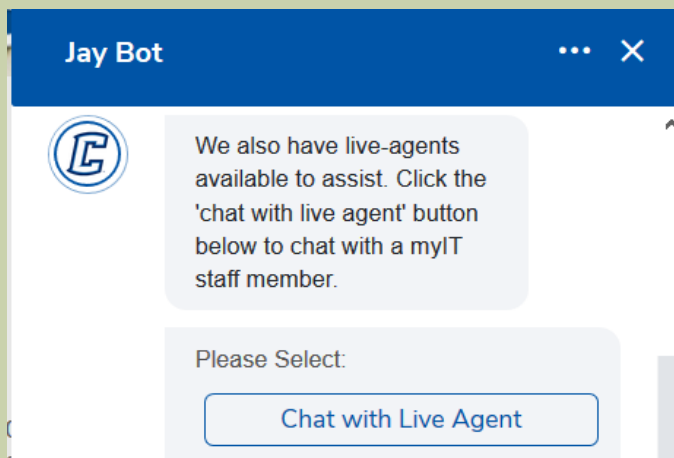 Jay Bot
C
We also have live-agents
available to assist. Click the
'chat with live agent' button
below to chat with a myIT
staff member.
Please Select:
Chat with Live Agent